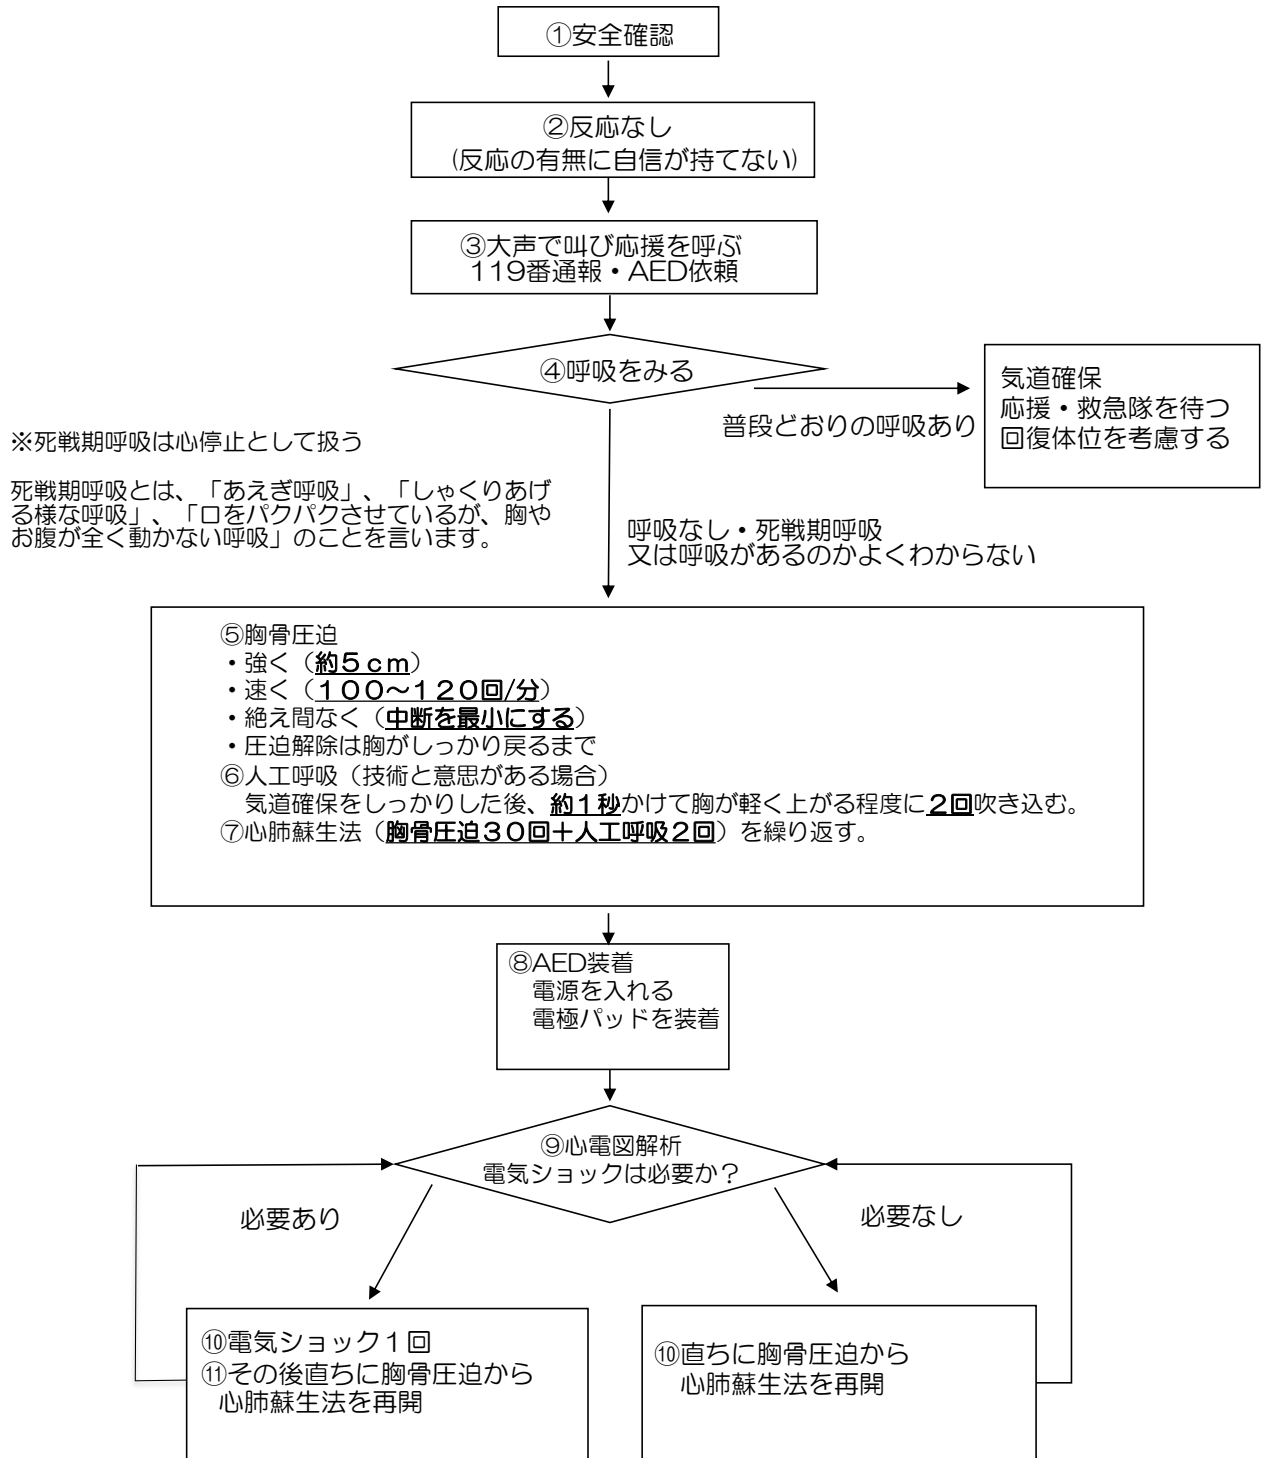 ①安全確認
②反応なし
(反応の有無に自信が持てない)
③大声で叫び応援を呼ぶ
119番通報・AED依頼
④呼吸をみる
普段どおりの呼吸あり
気道確保
応援・救急隊を待つ
回復体位を考慮する
※死戦期呼吸は心停止として扱う
死戦期呼吸とは、「あえぎ呼吸」、「しゃくりあげ
る様な呼吸」、「口をパクパクさせているが、胸や
お腹が全く動かない呼吸」のことを言います。
呼吸なし・死戦期呼吸
又は呼吸があるのかよくわからない
⑤胸骨圧迫
・強く（約５ｃｍ）
・速く（１００～１２０回/分）
・絶え間なく（中断を最小にする）
・圧迫解除は胸がしっかり戻るまで
⑥人工呼吸（技術と意思がある場合）
気道確保をしっかりした後、約１秒かけて胸が軽く上がる程度に２回吹き込む。
⑦心肺蘇生法（胸骨圧迫３０回＋人工呼吸２回）を繰り返す。
⑧AED装着
電源を入れる
電極パッドを装着
⑨心電図解析
電気ショックは必要か？
必要あり
必要なし
⑩電気ショック１回
⑪その後直ちに胸骨圧迫から
心肺蘇生法を再開
⑩直ちに胸骨圧迫から
心肺蘇生法を再開